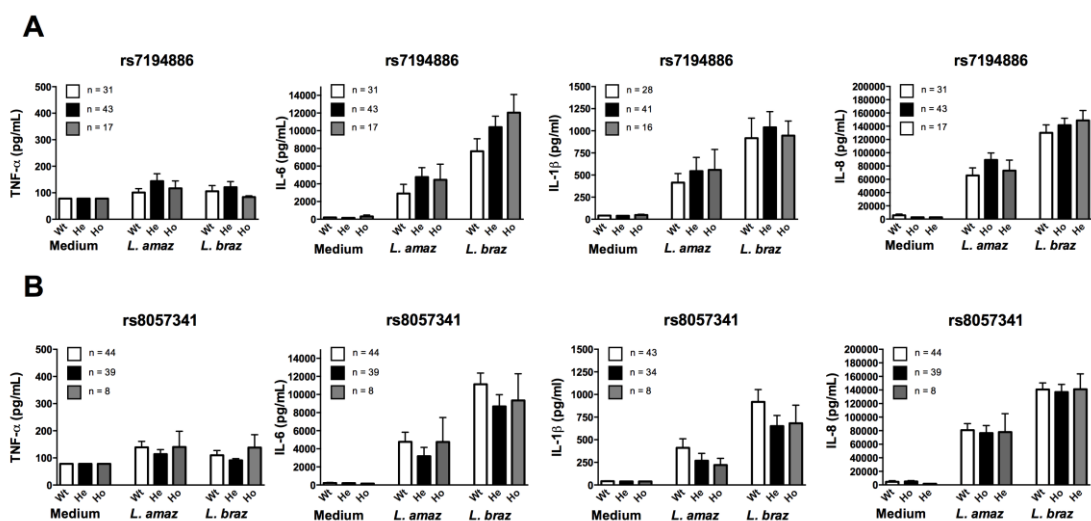 A
rs7194886
n = 31
n = 43
n = 17
TNF-α (pg/mL)
500
400
300
200
100
0
Wt He Ho Wt He Ho Wt He Ho
Medium L. amaz L. braz
rs7194886
n = 31
n = 43
n = 17
IL-6 (pg/mL)
14000
12000
10000
8000
6000
4000
2000
0
Wt He Ho Wt He Ho Wt He Ho
Medium L. amaz L. braz
rs7194886
n = 28
n = 41
n = 16
IL-1β (pg/ml)
1500
1000
500
0
Wt He Ho Wt He Ho Wt He Ho
Medium L. amaz L. braz
rs7194886
n = 31
n = 43
n = 17
IL-8 (pg/mL)
200000
180000
160000
140000
120000
100000
80000
60000
40000
20000
0
Wt Ho He Wt Ho He Wt Ho He
Medium L. amaz L. braz
B
rs8057341
n = 44
n = 39
n = 8
TNF-α (pg/mL)
500
400
300
200
100
0
Wt He Ho Wt He Ho Wt He Ho
Medium L. amaz L. braz
rs8057341
n = 44
n = 39
n = 8
IL-6 (pg/mL)
14000
12000
10000
8000
6000
4000
2000
0
Wt He Ho Wt He Ho Wt He Ho
Medium L. amaz L. braz
rs8057341
n = 43
n = 34
n = 8
IL-1β (pg/ml)
1500
1000
500
0
Wt He Ho Wt He Ho Wt He Ho
Medium L. amaz L. braz
rs8057341
n = 44
n = 39
n = 8
IL-8 (pg/mL)
200000
180000
160000
140000
120000
100000
80000
60000
40000
20000
0
Wt Ho He Wt Ho He Wt Ho He
Medium L. amaz L. braz